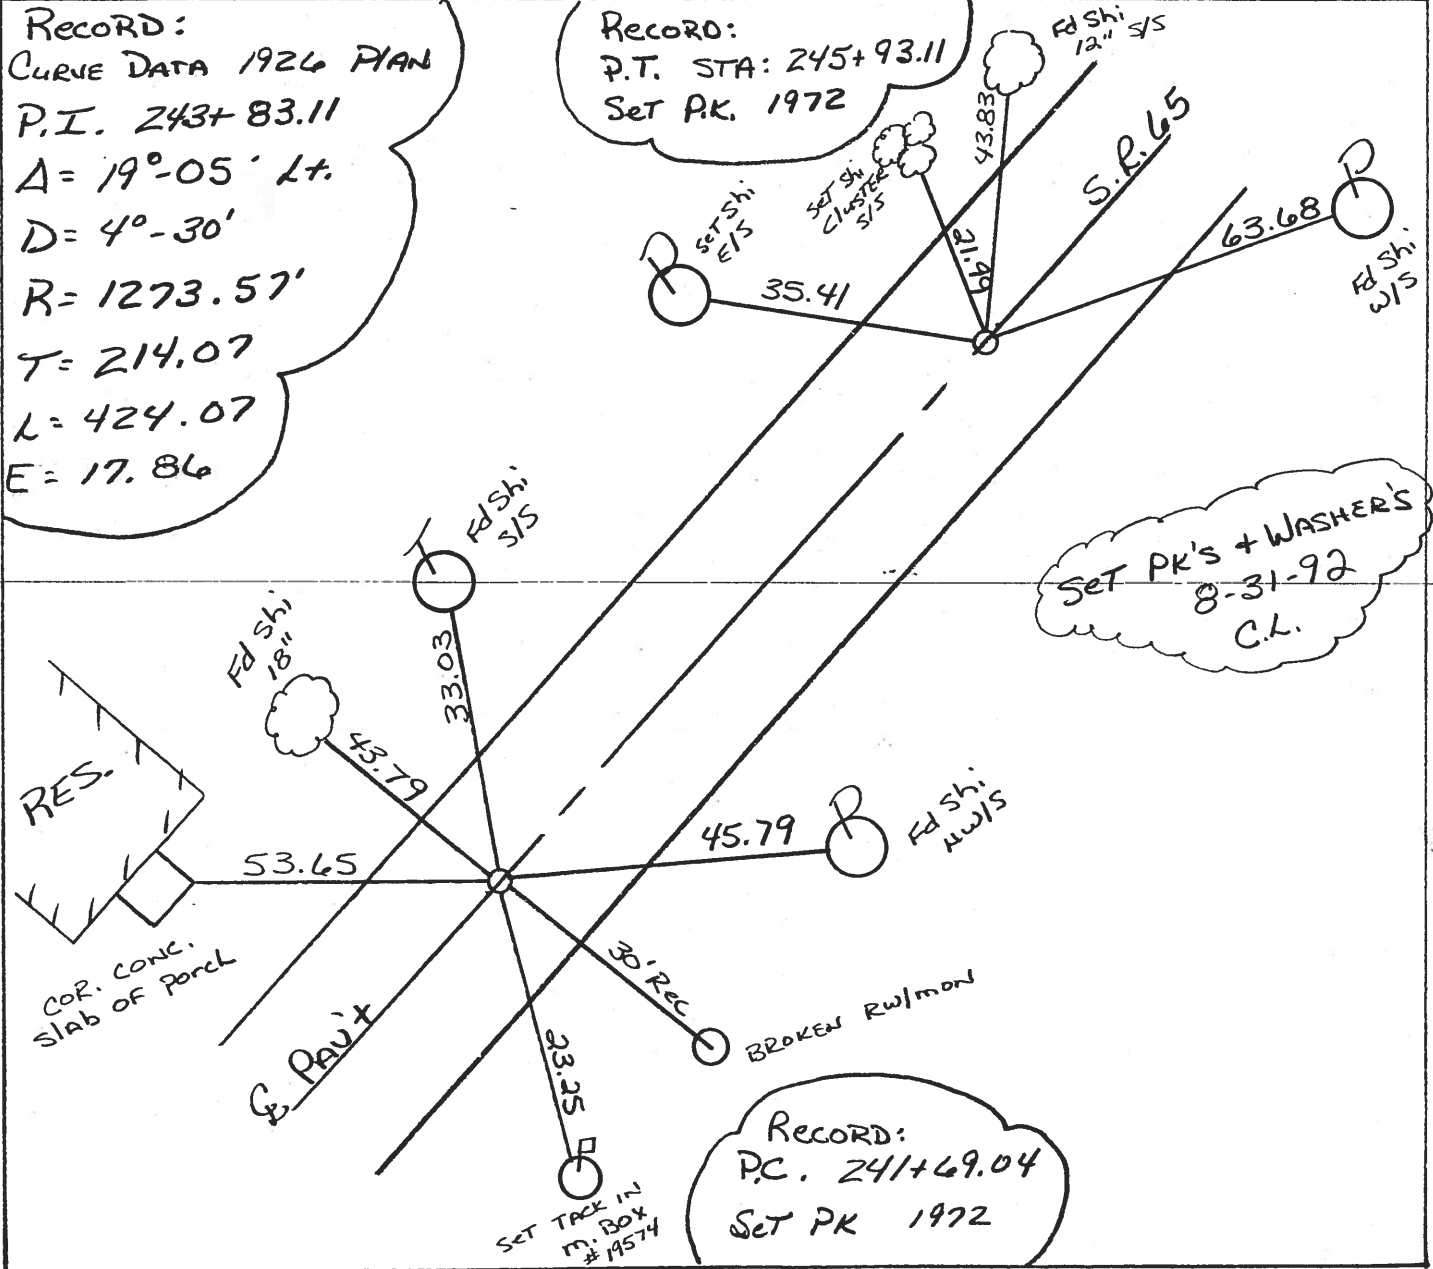 RECORD:
CURVE DATA 1926 PLAN
P.I. 243+83.11
Δ= 19°-05' Lt.
D= 4°-30'
R= 1273.57'
T= 214.07
L= 424.07
E= 17.86
RECORD:
P.T. STA: 245+93.11
SET P.K. 1972
Fd Shi
12" S/S
43.83
SET Shi
CLUSTER
S/S
21.96
S.R. 65
SET Shi
E/S
35.41
63.68
Fd Shi
W/S
SET PK'S + WASHER'S
8-31-92
C.L.
T
Fd Shi
S/S
33.03
Fd Shi
18"
43.79
RES.
53.65
COR. CONC.
Slab OF Porch
45.79
Fd Shi
NW/S
30' Rec
BROKEN RW/MON
23.25
SET TACK IN
M. BOX
#19574
℄ PAV't
RECORD:
P.C. 241+69.04
SET PK 1972